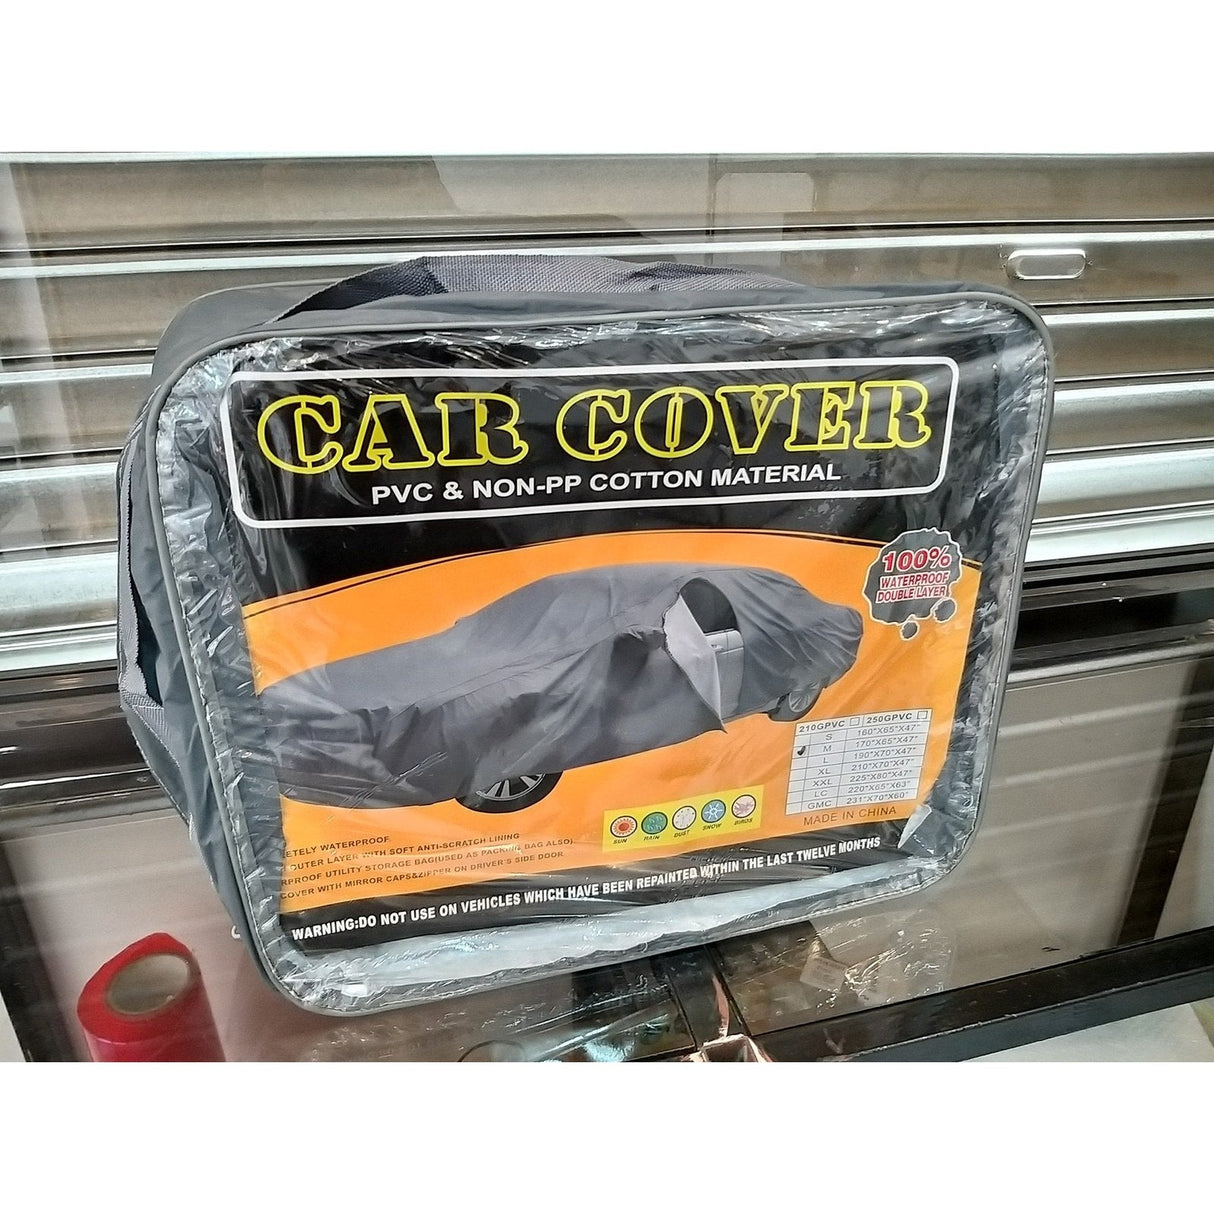 CAR COVER
PVC & NON-PP COTTON MATERIAL
100%
WATERPROOF
DOUBLE LAYER
210GPVC 250GPVC
S 160"X65"X47"
M 170"X65"X47"
L 190"X70"X47"
XL 210"X70"X47"
XXL 225"X80"X47"
LC 220"X65"X63"
GMC 231"X70"X60"
MADE IN CHINA
SUN RAIN DUST SNOW BIRDS
ETELY WATERPROOF
OUTER LAYER WITH SOFT ANTI-SCRATCH LINING
RPROOF UTILITY STORAGE BAG(USED AS PACKING BAG ALSO)
COVER WITH MIRROR CAPS&ZIPPER ON DRIVER'S SIDE DOOR
WARNING:DO NOT USE ON VEHICLES WHICH HAVE BEEN REPAINTED WITHIN THE LAST TWELVE MONTHS